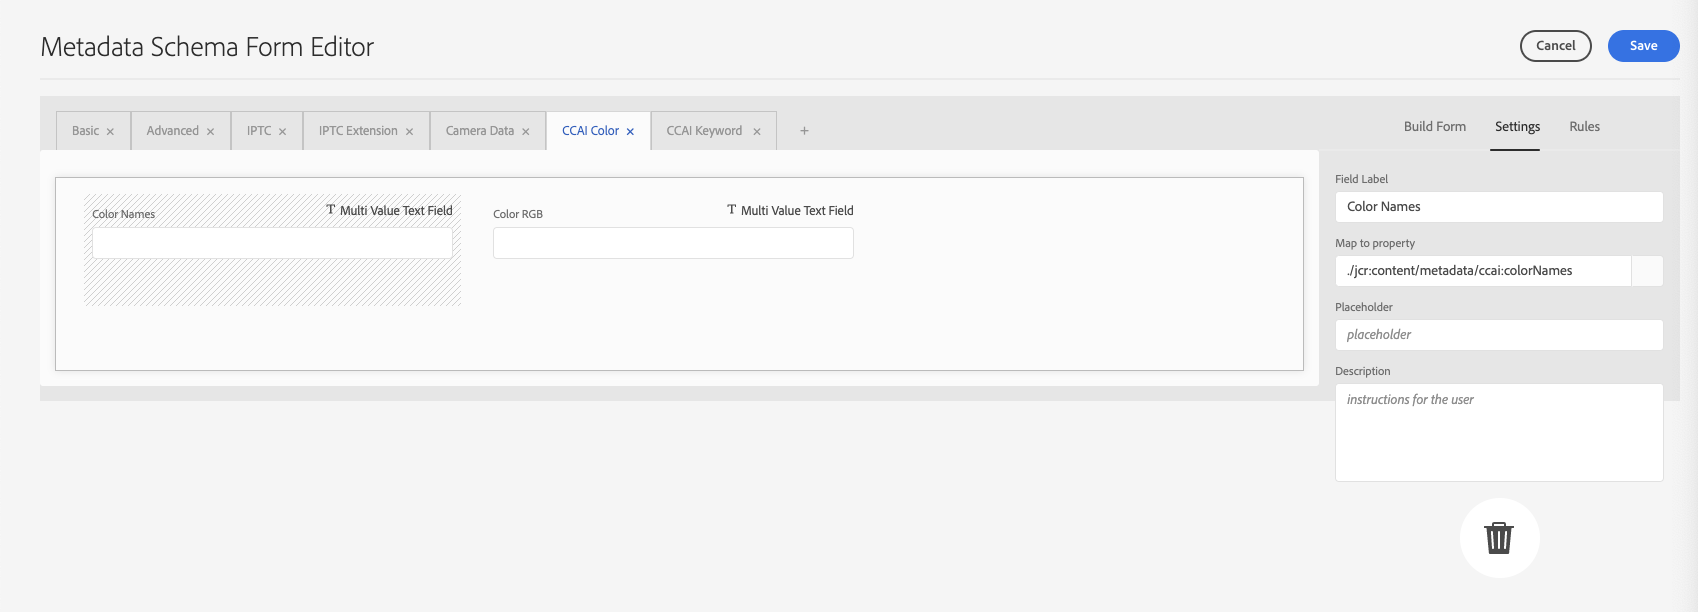 Metadata Schema Form Editor
Cancel
Save
Basic × Advanced × IPTC × IPTC Extension × Camera Data × CCAI Color × CCAI Keyword × +
Build Form Settings Rules
Color Names
T Multi Value Text Field
Color RGB
T Multi Value Text Field
Field Label
Color Names
Map to property
./jcr:content/metadata/ccai:colorNames
Placeholder
placeholder
Description
instructions for the user